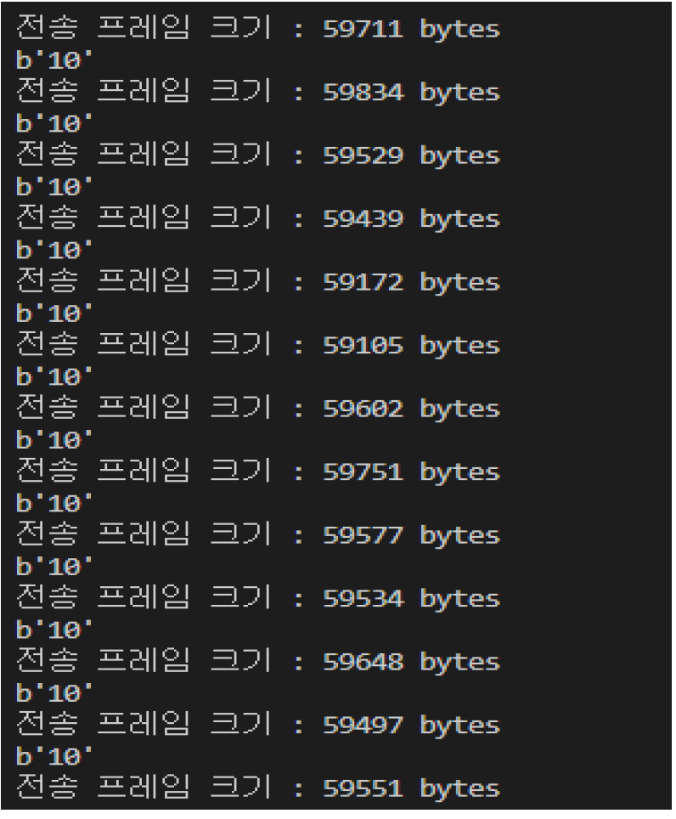 전송 프레임 크기 : 59711 bytes
b'10'
전송 프레임 크기 : 59834 bytes
b'10'
전송 프레임 크기 : 59529 bytes
b'10'
전송 프레임 크기 : 59439 bytes
b'10'
전송 프레임 크기 : 59172 bytes
b'10'
전송 프레임 크기 : 59105 bytes
b'10'
전송 프레임 크기 : 59602 bytes
b'10'
전송 프레임 크기 : 59751 bytes
b'10'
전송 프레임 크기 : 59577 bytes
b'10'
전송 프레임 크기 : 59534 bytes
b'10'
전송 프레임 크기 : 59648 bytes
b'10'
전송 프레임 크기 : 59497 bytes
b'10'
전송 프레임 크기 : 59551 bytes